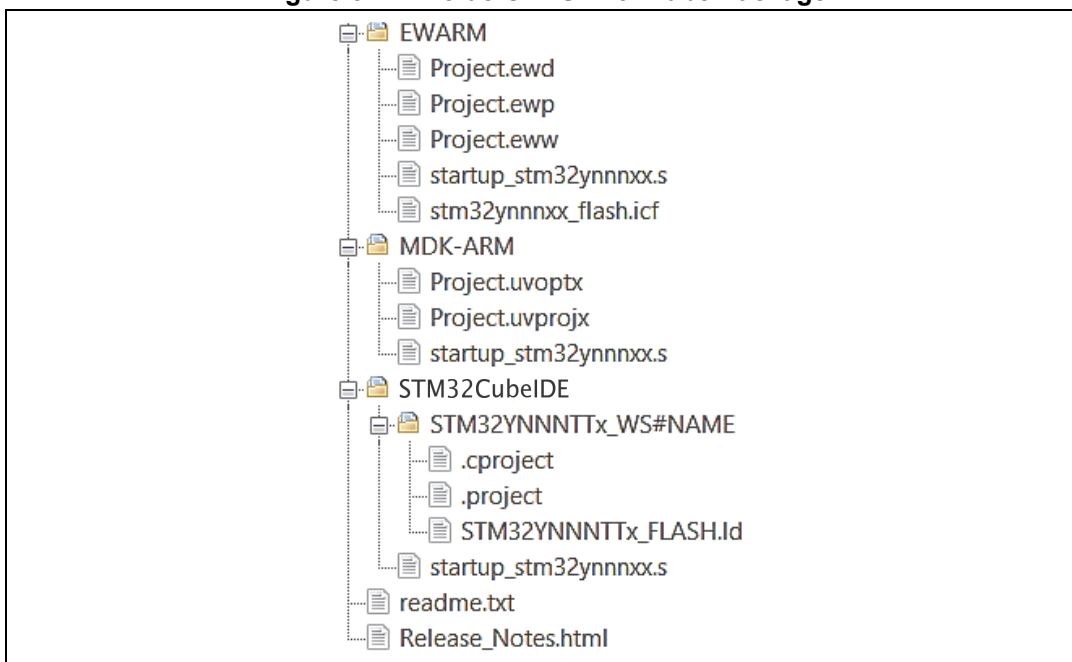 EWARM
Project.ewd
Project.ewp
Project.eww
startup_stm32ynnnxx.s
stm32ynnnxx_flash.icf
MDK-ARM
Project.uvoptx
Project.uvprojx
startup_stm32ynnnxx.s
STM32CubeIDE
STM32YNNNTTx_WS#NAME
.cproject
.project
STM32YNNNTTx_FLASH.ld
startup_stm32ynnnxx.s
readme.txt
Release_Notes.html